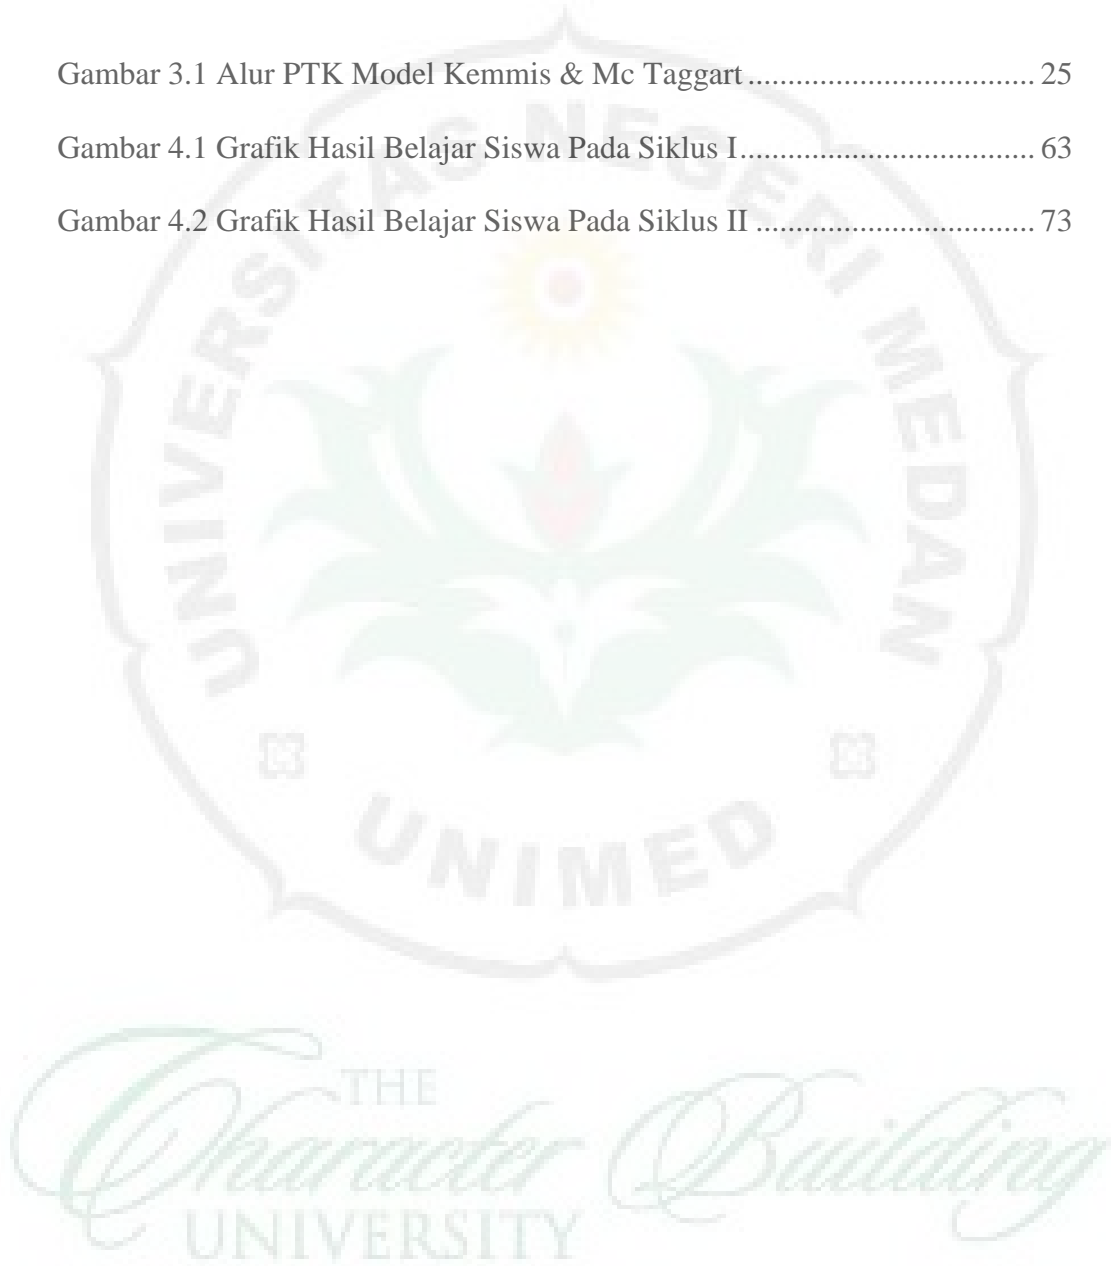 Gambar 3.1 Alur PTK Model Kemmis & Mc Taggart .................................... 25
Gambar 4.1 Grafik Hasil Belajar Siswa Pada Siklus I..................................... 63
Gambar 4.2 Grafik Hasil Belajar Siswa Pada Siklus II ................................... 73
UNIVERSITAS NEGERI MEDAN
UNIMED
THE
Character Building
UNIVERSITY